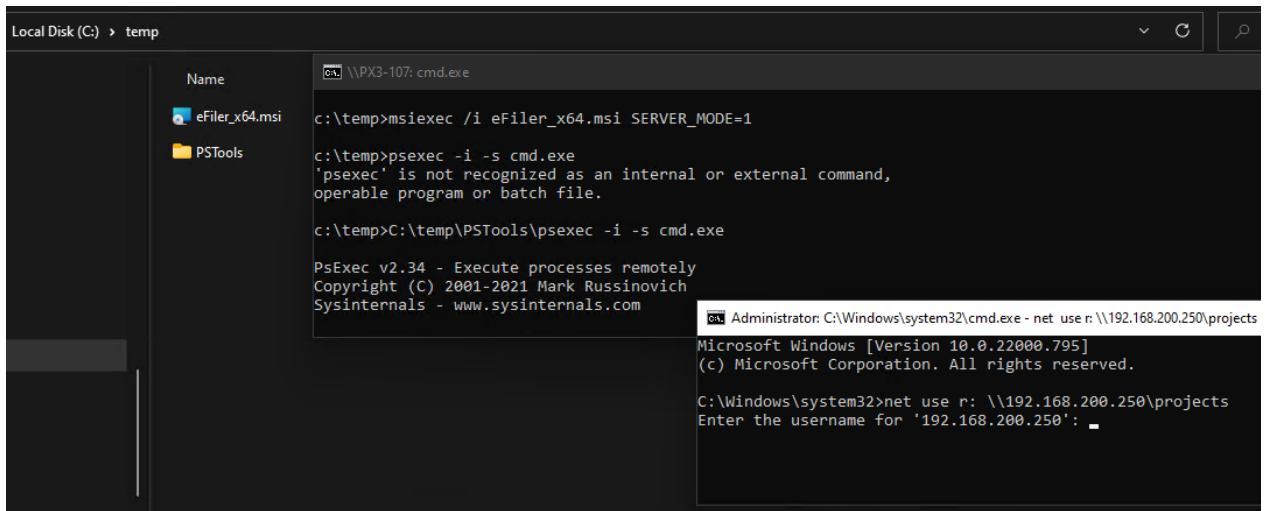 Local Disk (C:) › temp
Name
eFiler_x64.msi
PSTools
\\PX3-107: cmd.exe
c:\temp>msiexec /i eFiler_x64.msi SERVER_MODE=1
c:\temp>psexec -i -s cmd.exe
'psexec' is not recognized as an internal or external command,
operable program or batch file.
c:\temp>C:\temp\PSTools\psexec -i -s cmd.exe
PsExec v2.34 - Execute processes remotely
Copyright (C) 2001-2021 Mark Russinovich
Sysinternals - www.sysinternals.com
Administrator: C:\Windows\system32\cmd.exe - net  use r: \\192.168.200.250\projects
Microsoft Windows [Version 10.0.22000.795]
(c) Microsoft Corporation. All rights reserved.
C:\Windows\system32>net use r: \\192.168.200.250\projects
Enter the username for '192.168.200.250': _